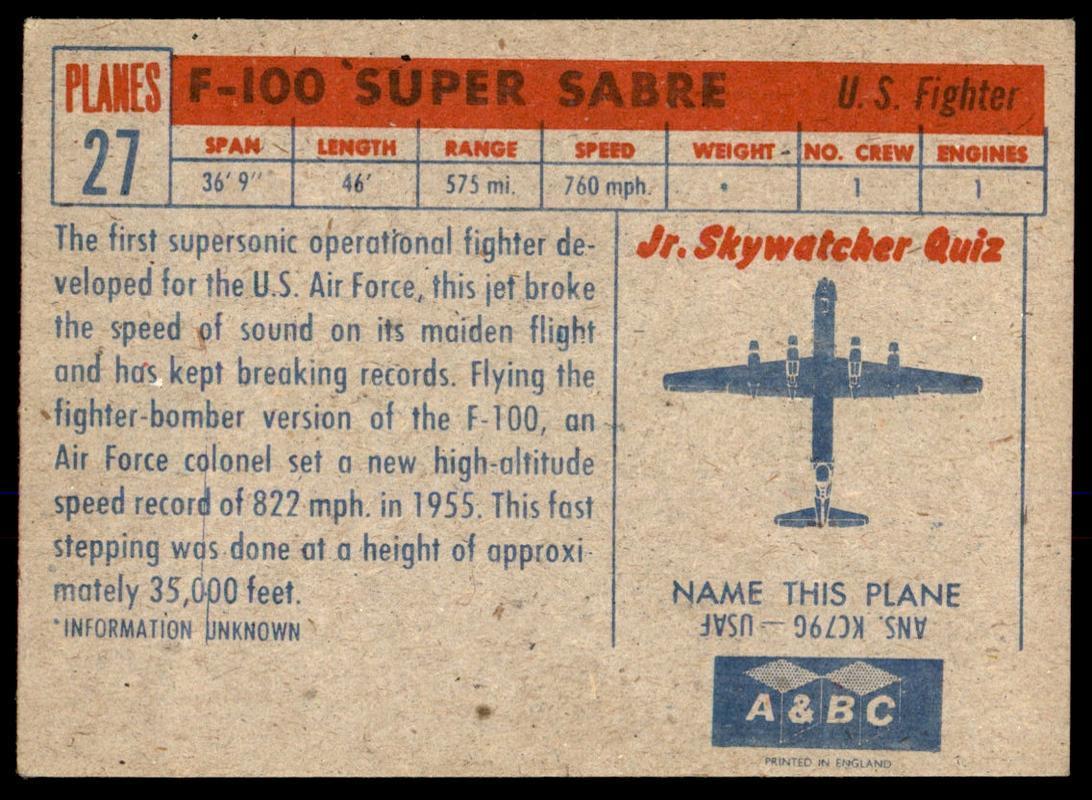 PLANES
27
F-100 SUPER SABRE U. S. Fighter
SPAN LENGTH RANGE SPEED WEIGHT NO. CREW ENGINES
36' 9" 46' 575 mi. 760 mph. * 1 1
The first supersonic operational fighter de-
veloped for the U.S. Air Force, this jet broke
the speed of sound on its maiden flight
and has kept breaking records. Flying the
fighter-bomber version of the F-100, an
Air Force colonel set a new high-altitude
speed record of 822 mph. in 1955. This fast
stepping was done at a height of approxi-
mately 35,000 feet.
*INFORMATION UNKNOWN
Jr. Skywatcher Quiz
NAME THIS PLANE
ANS. KC79G — USAF
A & B C
PRINTED IN ENGLAND